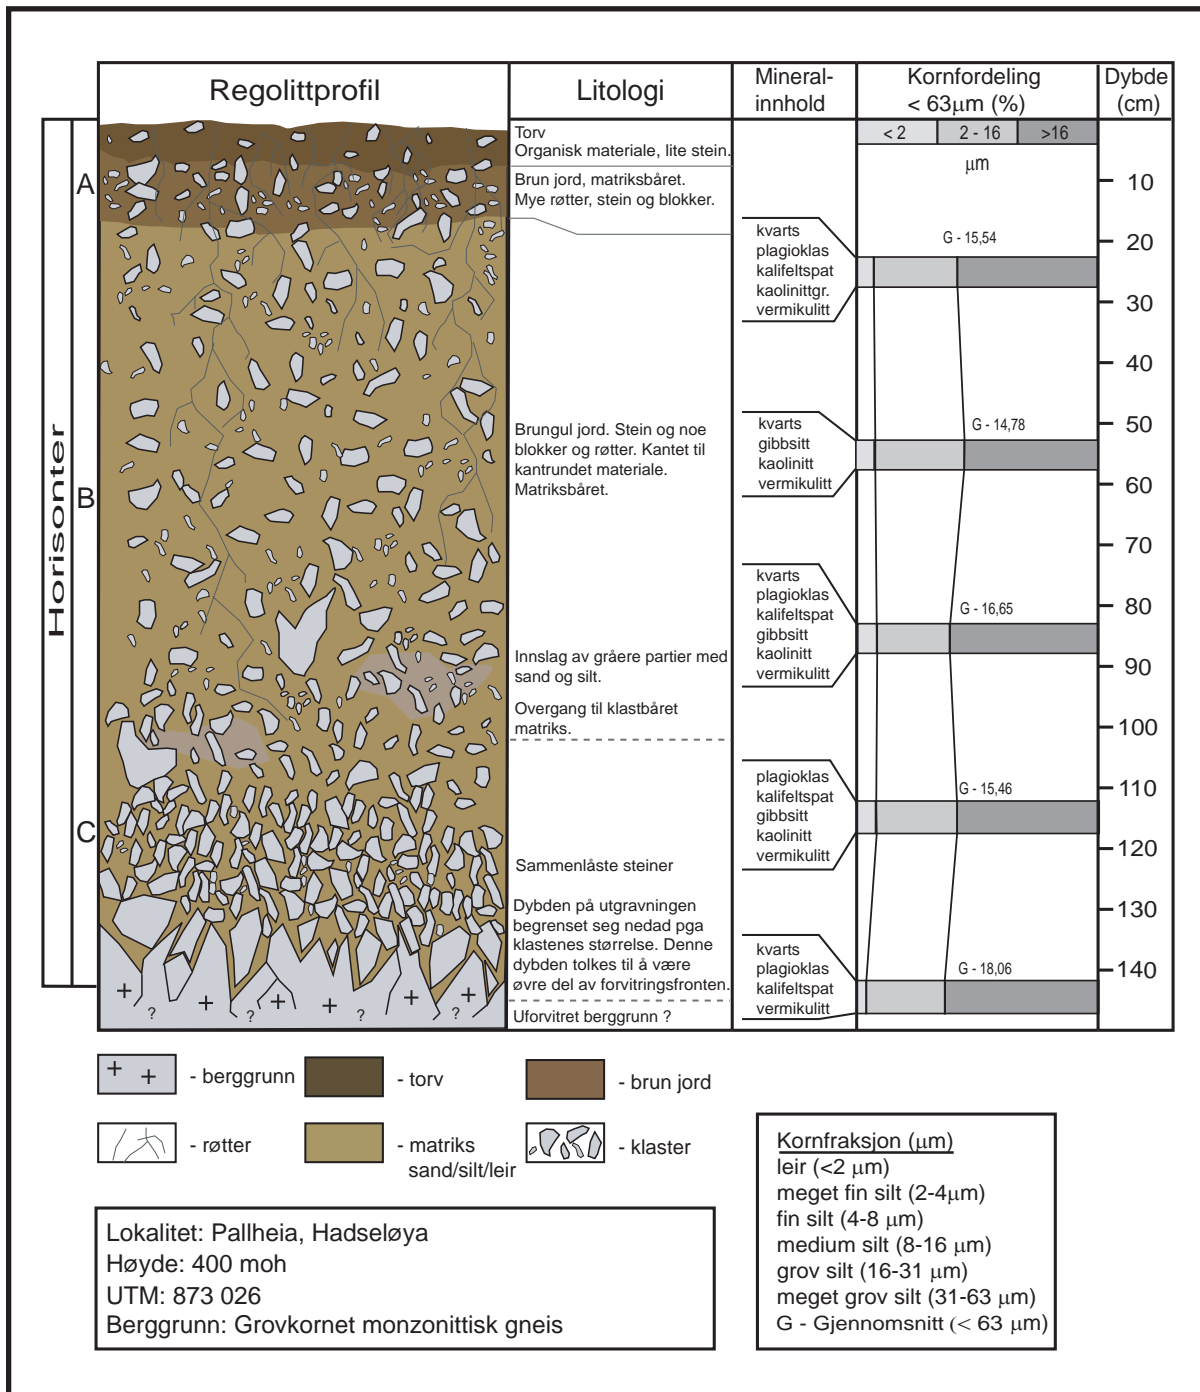 Regolittprofil
Litologi
Mineral-
innhold
Kornfordeling
< 63μm (%)
Dybde
(cm)
Horisonter
A
B
C
Torv
Organisk materiale, lite stein.
Brun jord, matriksbåret.
Mye røtter, stein og blokker.
Brungul jord. Stein og noe
blokker og røtter. Kantet til
kantrundet materiale.
Matriksbåret.
Innslag av gråere partier med
sand og silt.
Overgang til klastbåret
matriks.
Sammenlåste steiner
Dybden på utgravningen
begrenset seg nedad pga
klastenes størrelse. Denne
dybden tolkes til å være
øvre del av forvitringsfronten.
Uforvitret berggrunn ?
+ + + + +
? ? ? ?
kvarts
plagioklas
kalifeltspat
kaolinittgr.
vermikulitt
kvarts
gibbsitt
kaolinitt
vermikulitt
kvarts
plagioklas
kalifeltspat
gibbsitt
kaolinitt
vermikulitt
plagioklas
kalifeltspat
gibbsitt
kaolinitt
vermikulitt
kvarts
plagioklas
kalifeltspat
vermikulitt
< 2 2 - 16 >16
μm
G - 15,54
G - 14,78
G - 16,65
G - 15,46
G - 18,06
10
20
30
40
50
60
70
80
90
100
110
120
130
140
+ + - berggrunn
- torv
- brun jord
- røtter
- matriks
sand/silt/leir
- klaster
Lokalitet: Pallheia, Hadseløya
Høyde: 400 moh
UTM: 873 026
Berggrunn: Grovkornet monzonittisk gneis
Kornfraksjon (μm)
leir (<2 μm)
meget fin silt (2-4μm)
fin silt (4-8 μm)
medium silt (8-16 μm)
grov silt (16-31 μm)
meget grov silt (31-63 μm)
G - Gjennomsnitt (< 63 μm)